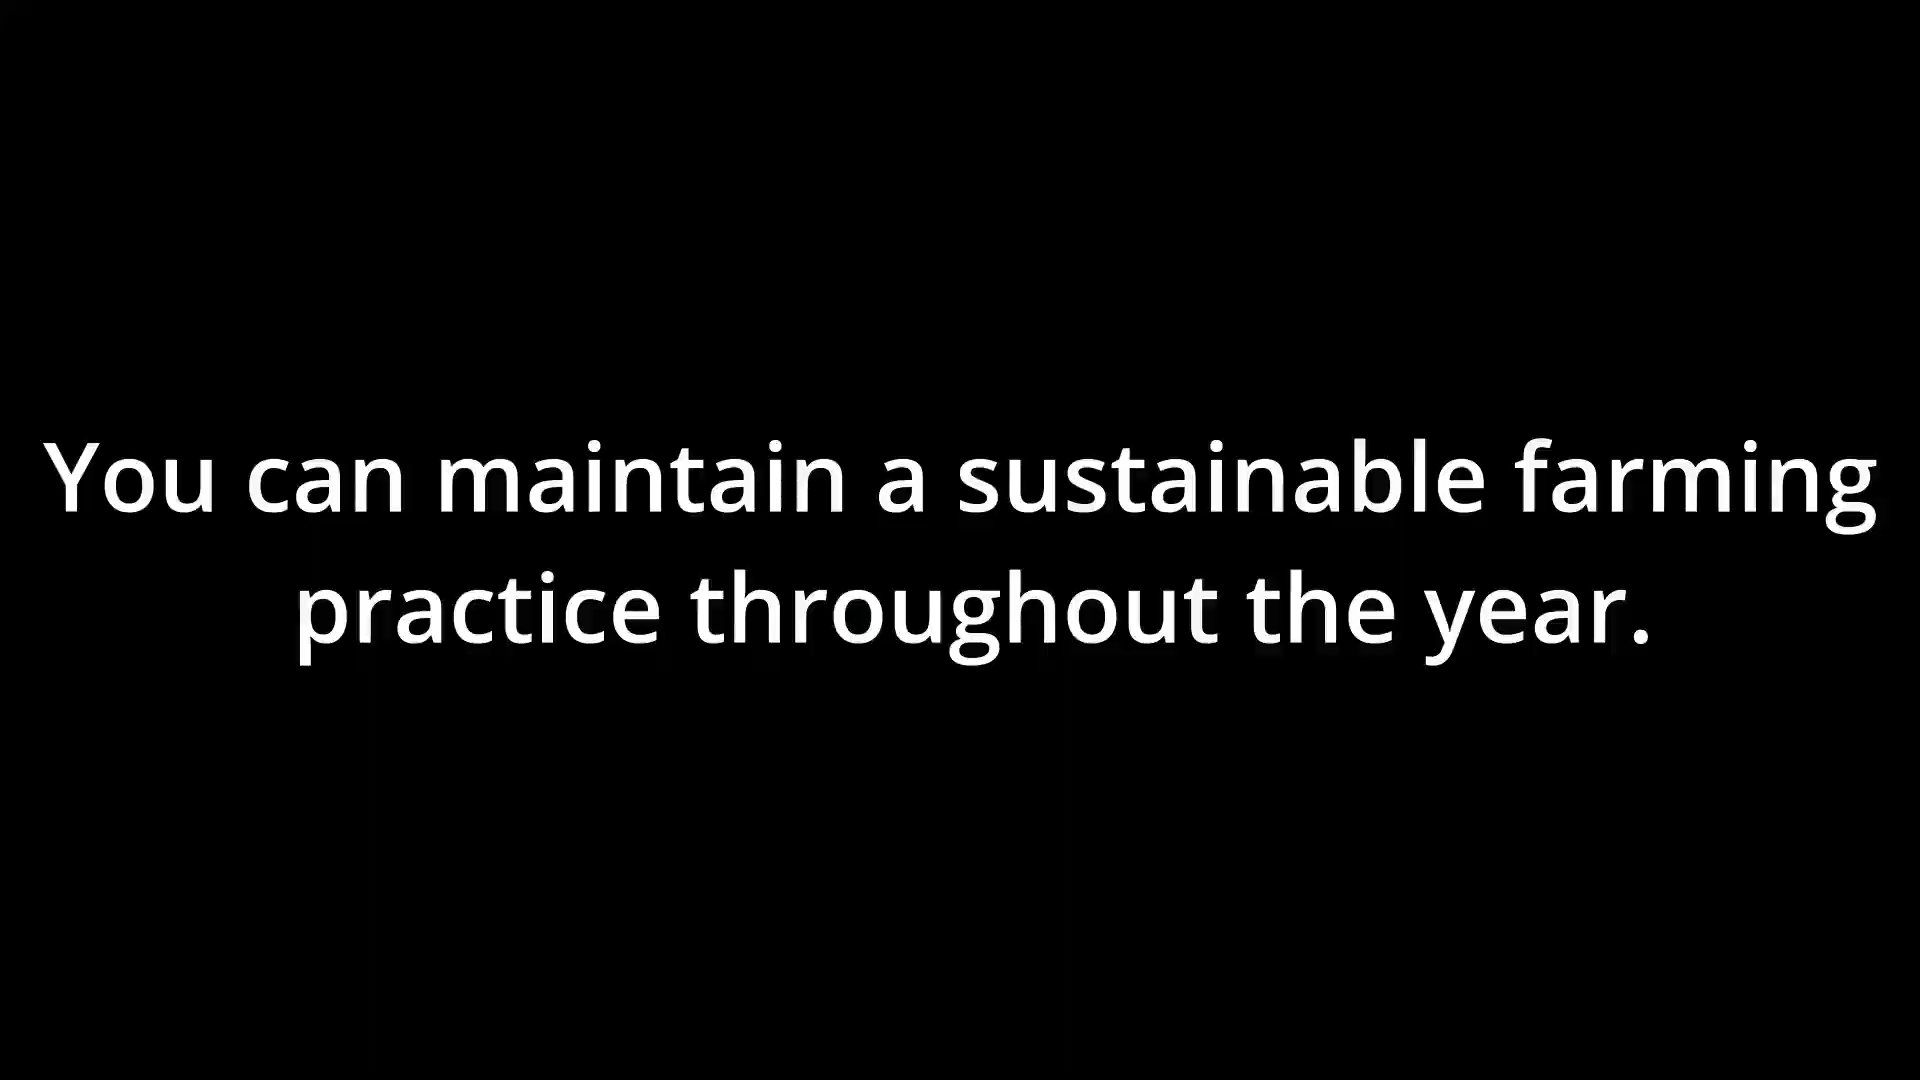 You can maintain a sustainable farming
practice throughout the year.